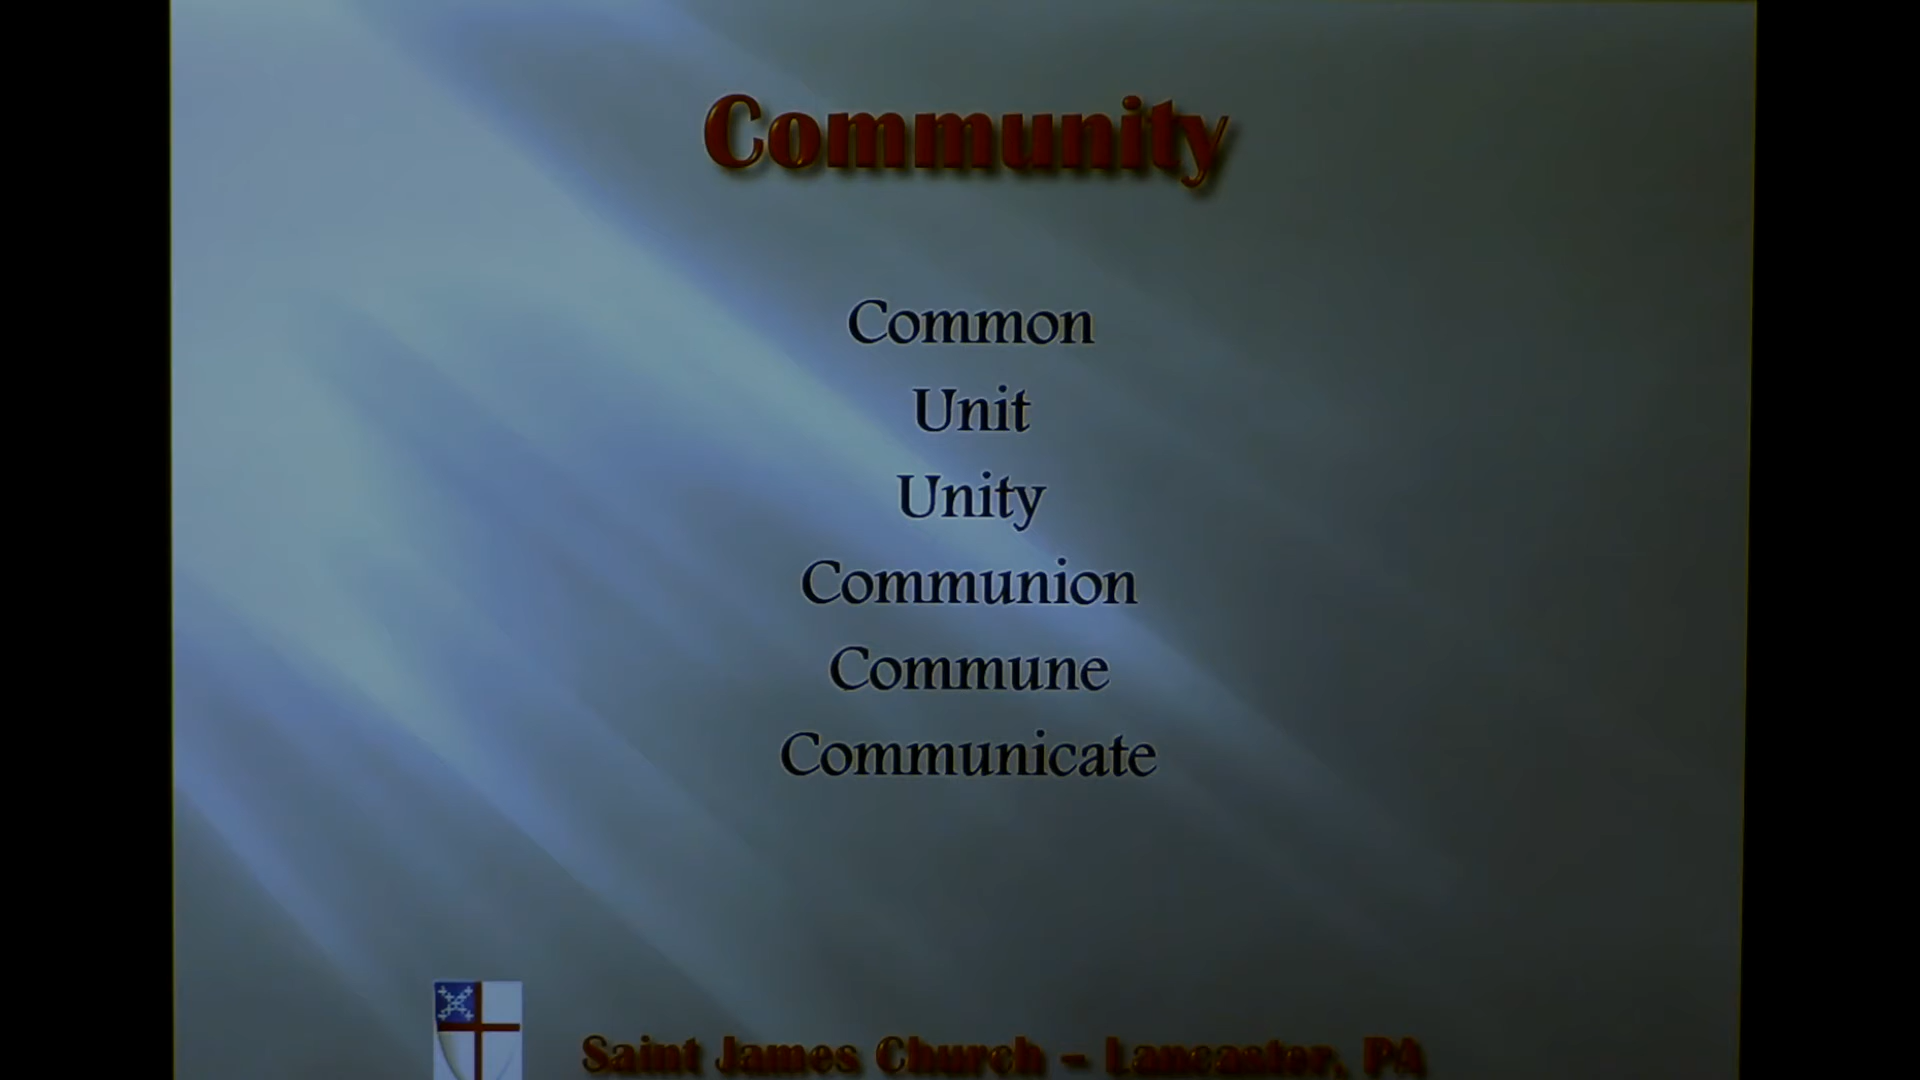 Community
Common
Unit
Unity
Communion
Commune
Communicate
Saint James Church - Lancaster, PA